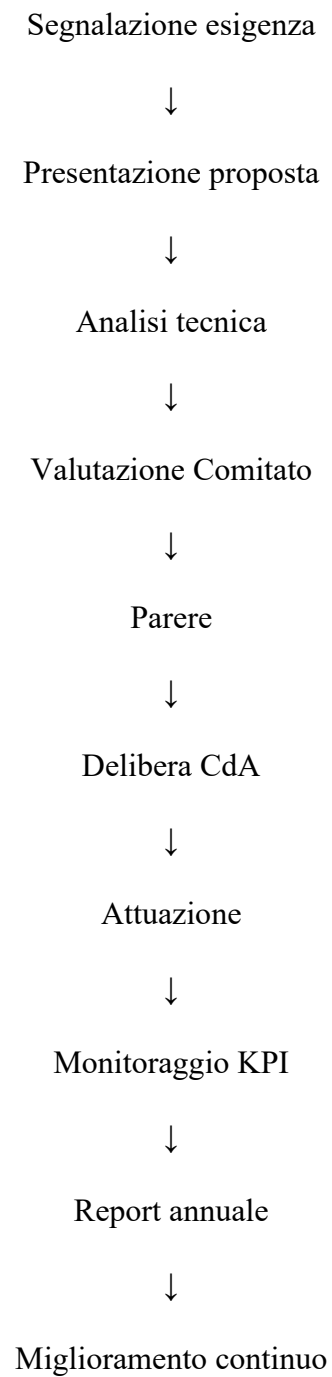 Segnalazione esigenza
↓
Presentazione proposta
↓
Analisi tecnica
↓
Valutazione Comitato
↓
Parere
↓
Delibera CdA
↓
Attuazione
↓
Monitoraggio KPI
↓
Report annuale
↓
Miglioramento continuo